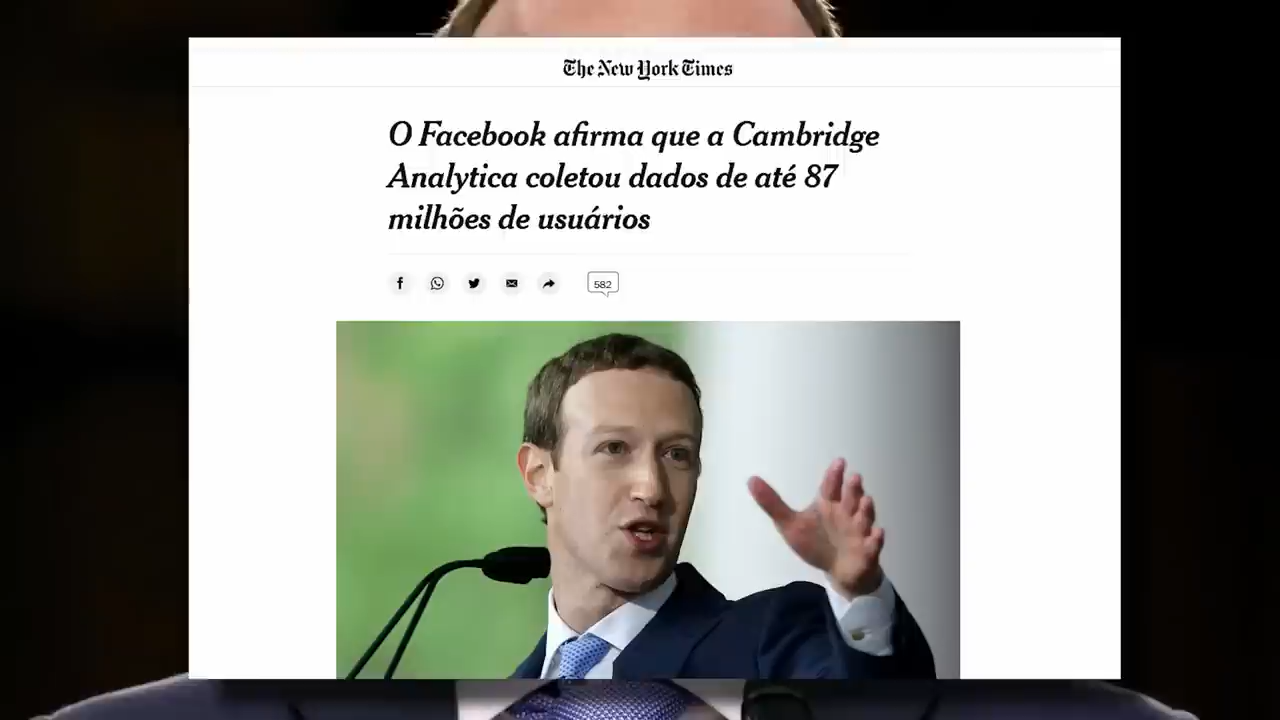 The New York Times
O Facebook afirma que a Cambridge
Analytica coletou dados de até 87
milhões de usuários
582